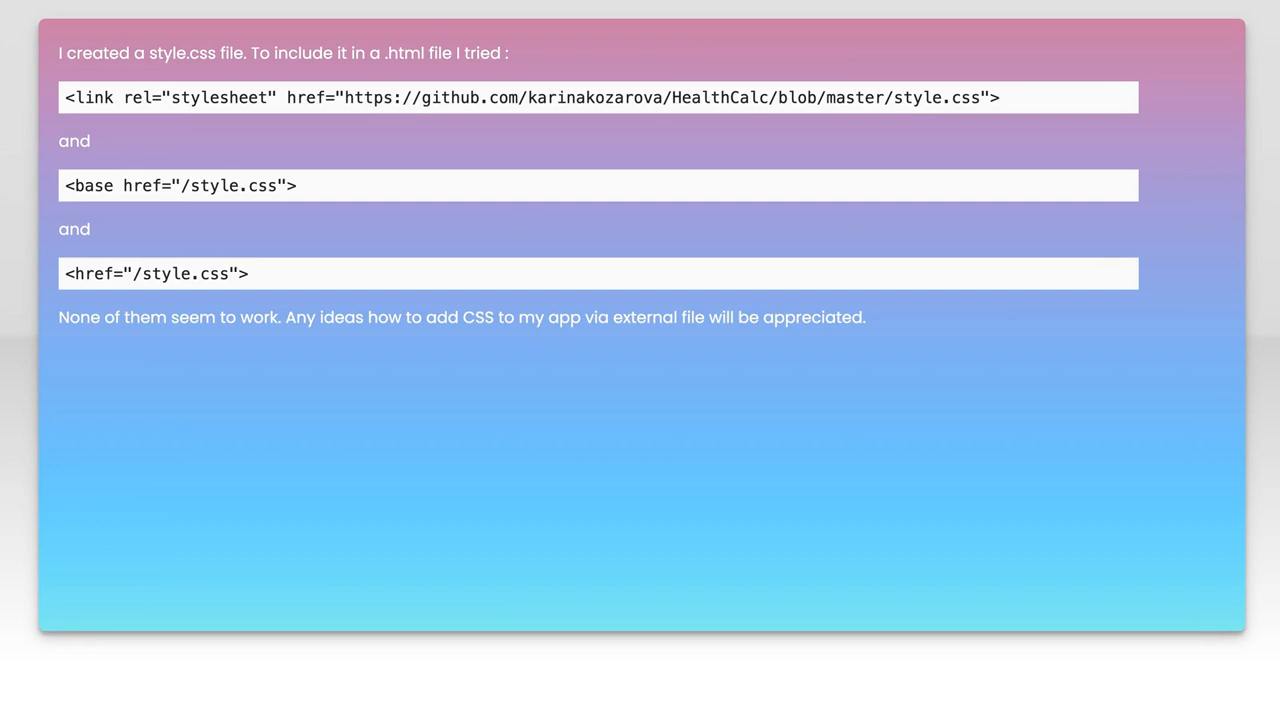 I created a style.css file. To include it in a .html file I tried :
<link rel="stylesheet" href="https://github.com/karinakozarova/HealthCalc/blob/master/style.css">
and
<base href="/style.css">
and
<href="/style.css">
None of them seem to work. Any ideas how to add CSS to my app via external file will be appreciated.